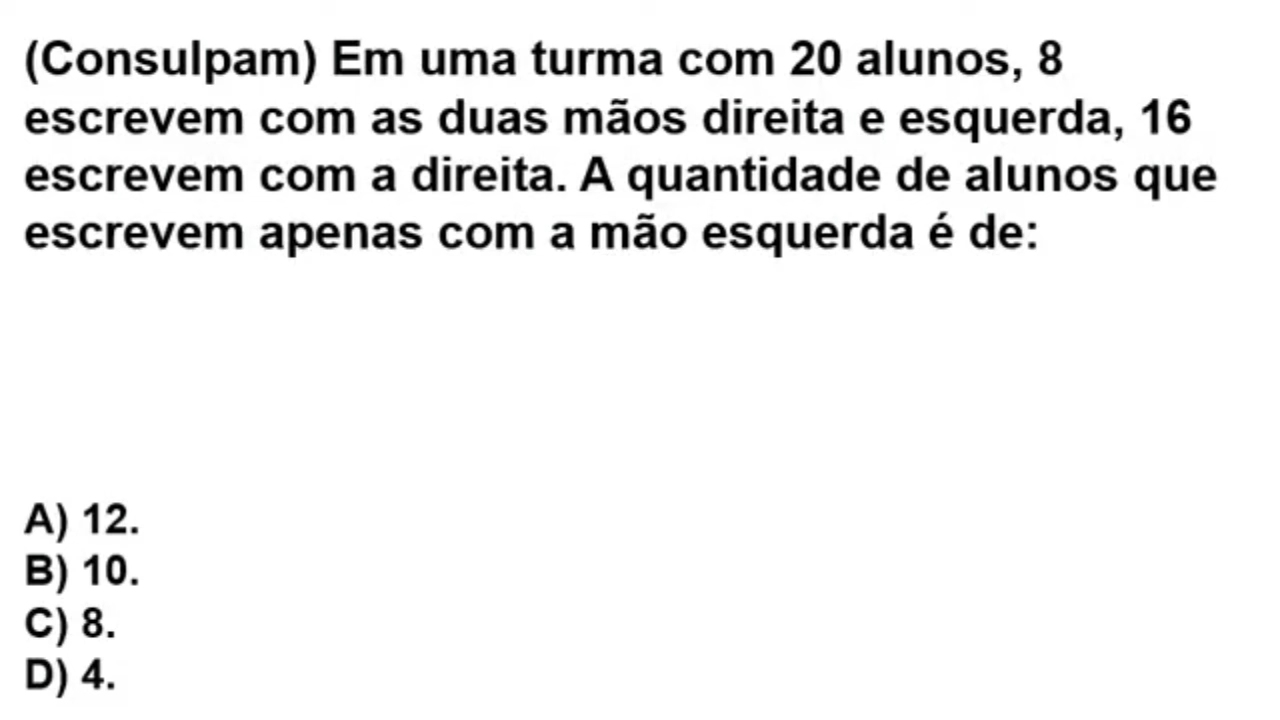 (Consulpam) Em uma turma com 20 alunos, 8
escrevem com as duas mãos direita e esquerda, 16
escrevem com a direita. A quantidade de alunos que
escrevem apenas com a mão esquerda é de:
A) 12.
B) 10.
C) 8.
D) 4.